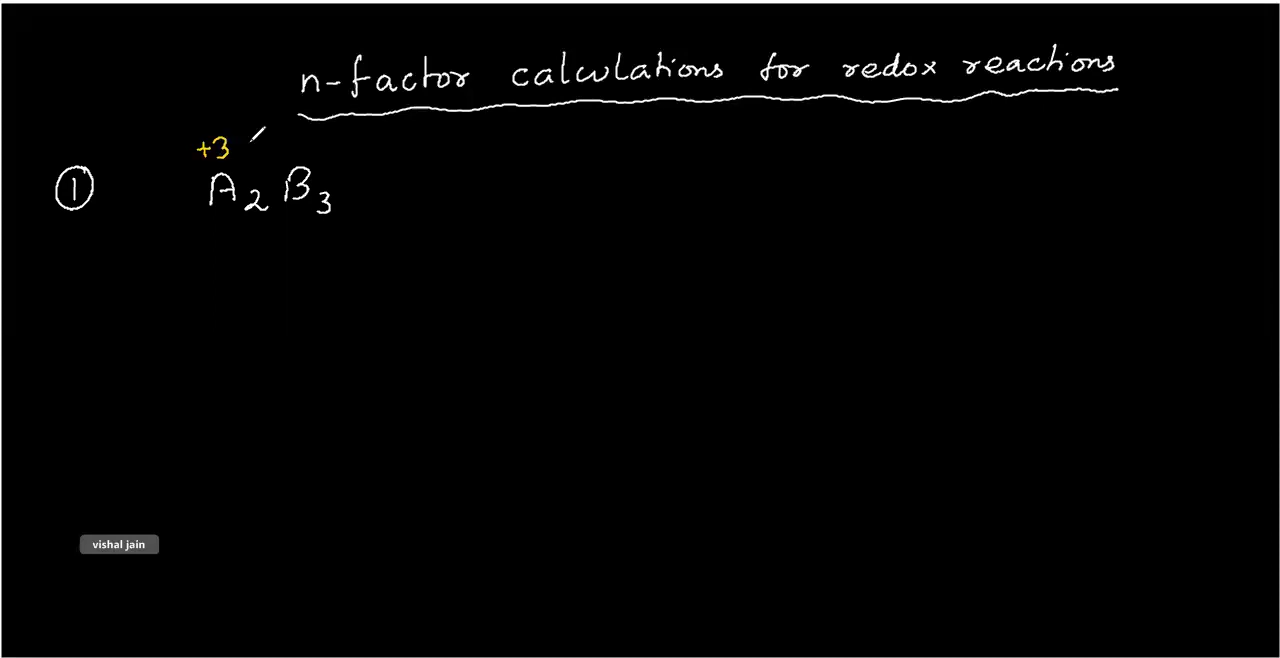 n-factor calculations for redox reactions
+3
① A₂B₃
vishal jain